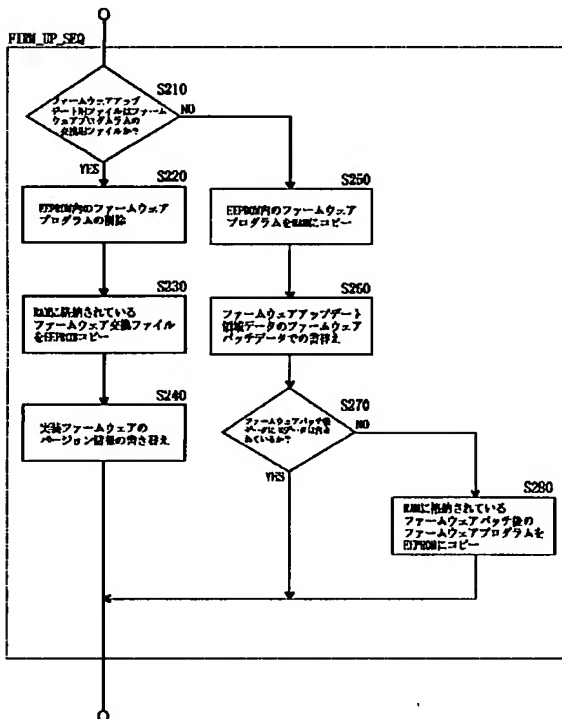 FIRM_UP_SEQ
S210
ファームウェアアップ
デート用ファイルはファーム
ウェアプログラムの
交換用ファイルか?
NO
YES
S220
EEPROM内のファームウェア
プログラムの削除
S230
RAMに格納されている
ファームウェア交換ファイル
をEEPROMコピー
S240
実装ファームウェアの
バージョン情報の書き替え
S250
EEPROM内のファームウェア
プログラムをRAMにコピー
S260
ファームウェアアップデート
領域データのファームウェア
パッチデータでの書替え
S270
ファームウェアパッチ後
NO
YES
S280
RAMに格納されている
ファームウェアパッチ後の
ファームウェアプログラムを
EEPROMにコピー